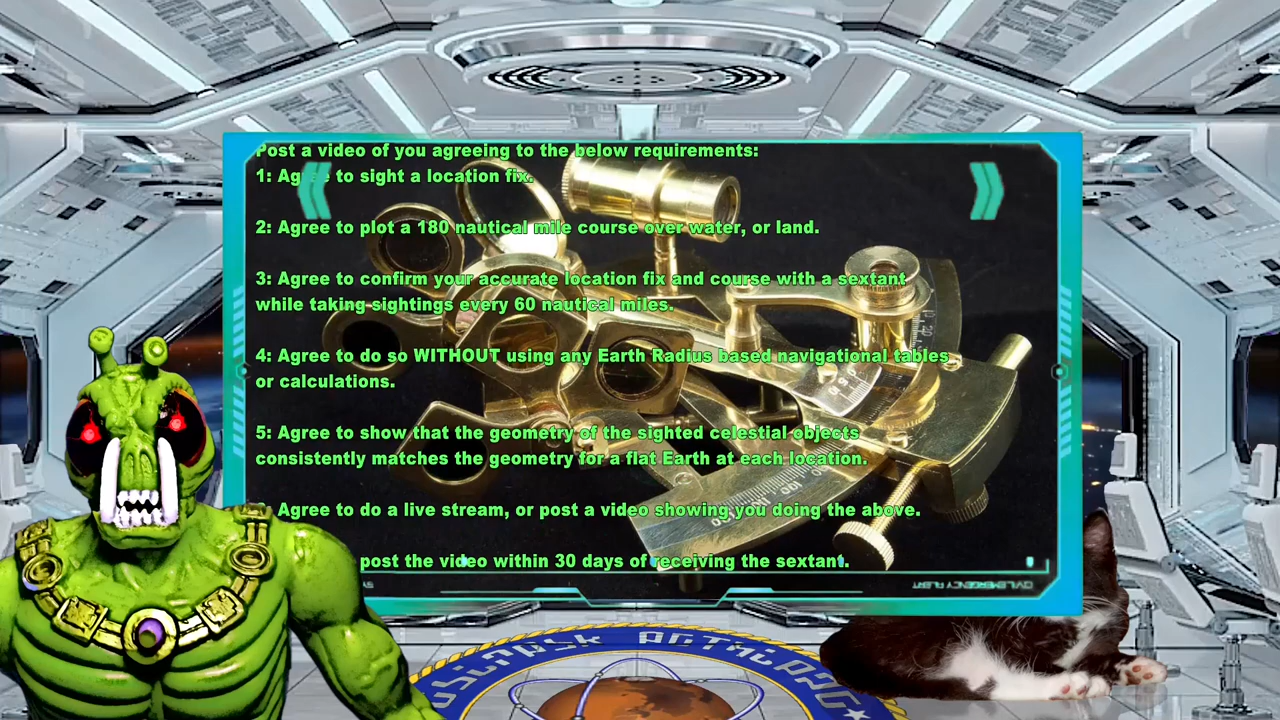 Post a video of you agreeing to the below requirements:
1: Agree to sight a location fix.
2: Agree to plot a 180 nautical mile course over water, or land.
3: Agree to confirm your accurate location fix and course with a sextant
while taking sightings every 60 nautical miles.
4: Agree to do so WITHOUT using any Earth Radius based navigational tables
or calculations.
5: Agree to show that the geometry of the sighted celestial objects
consistently matches the geometry for a flat Earth at each location.
Agree to do a live stream, or post a video showing you doing the above.
post the video within 30 days of receiving the sextant.